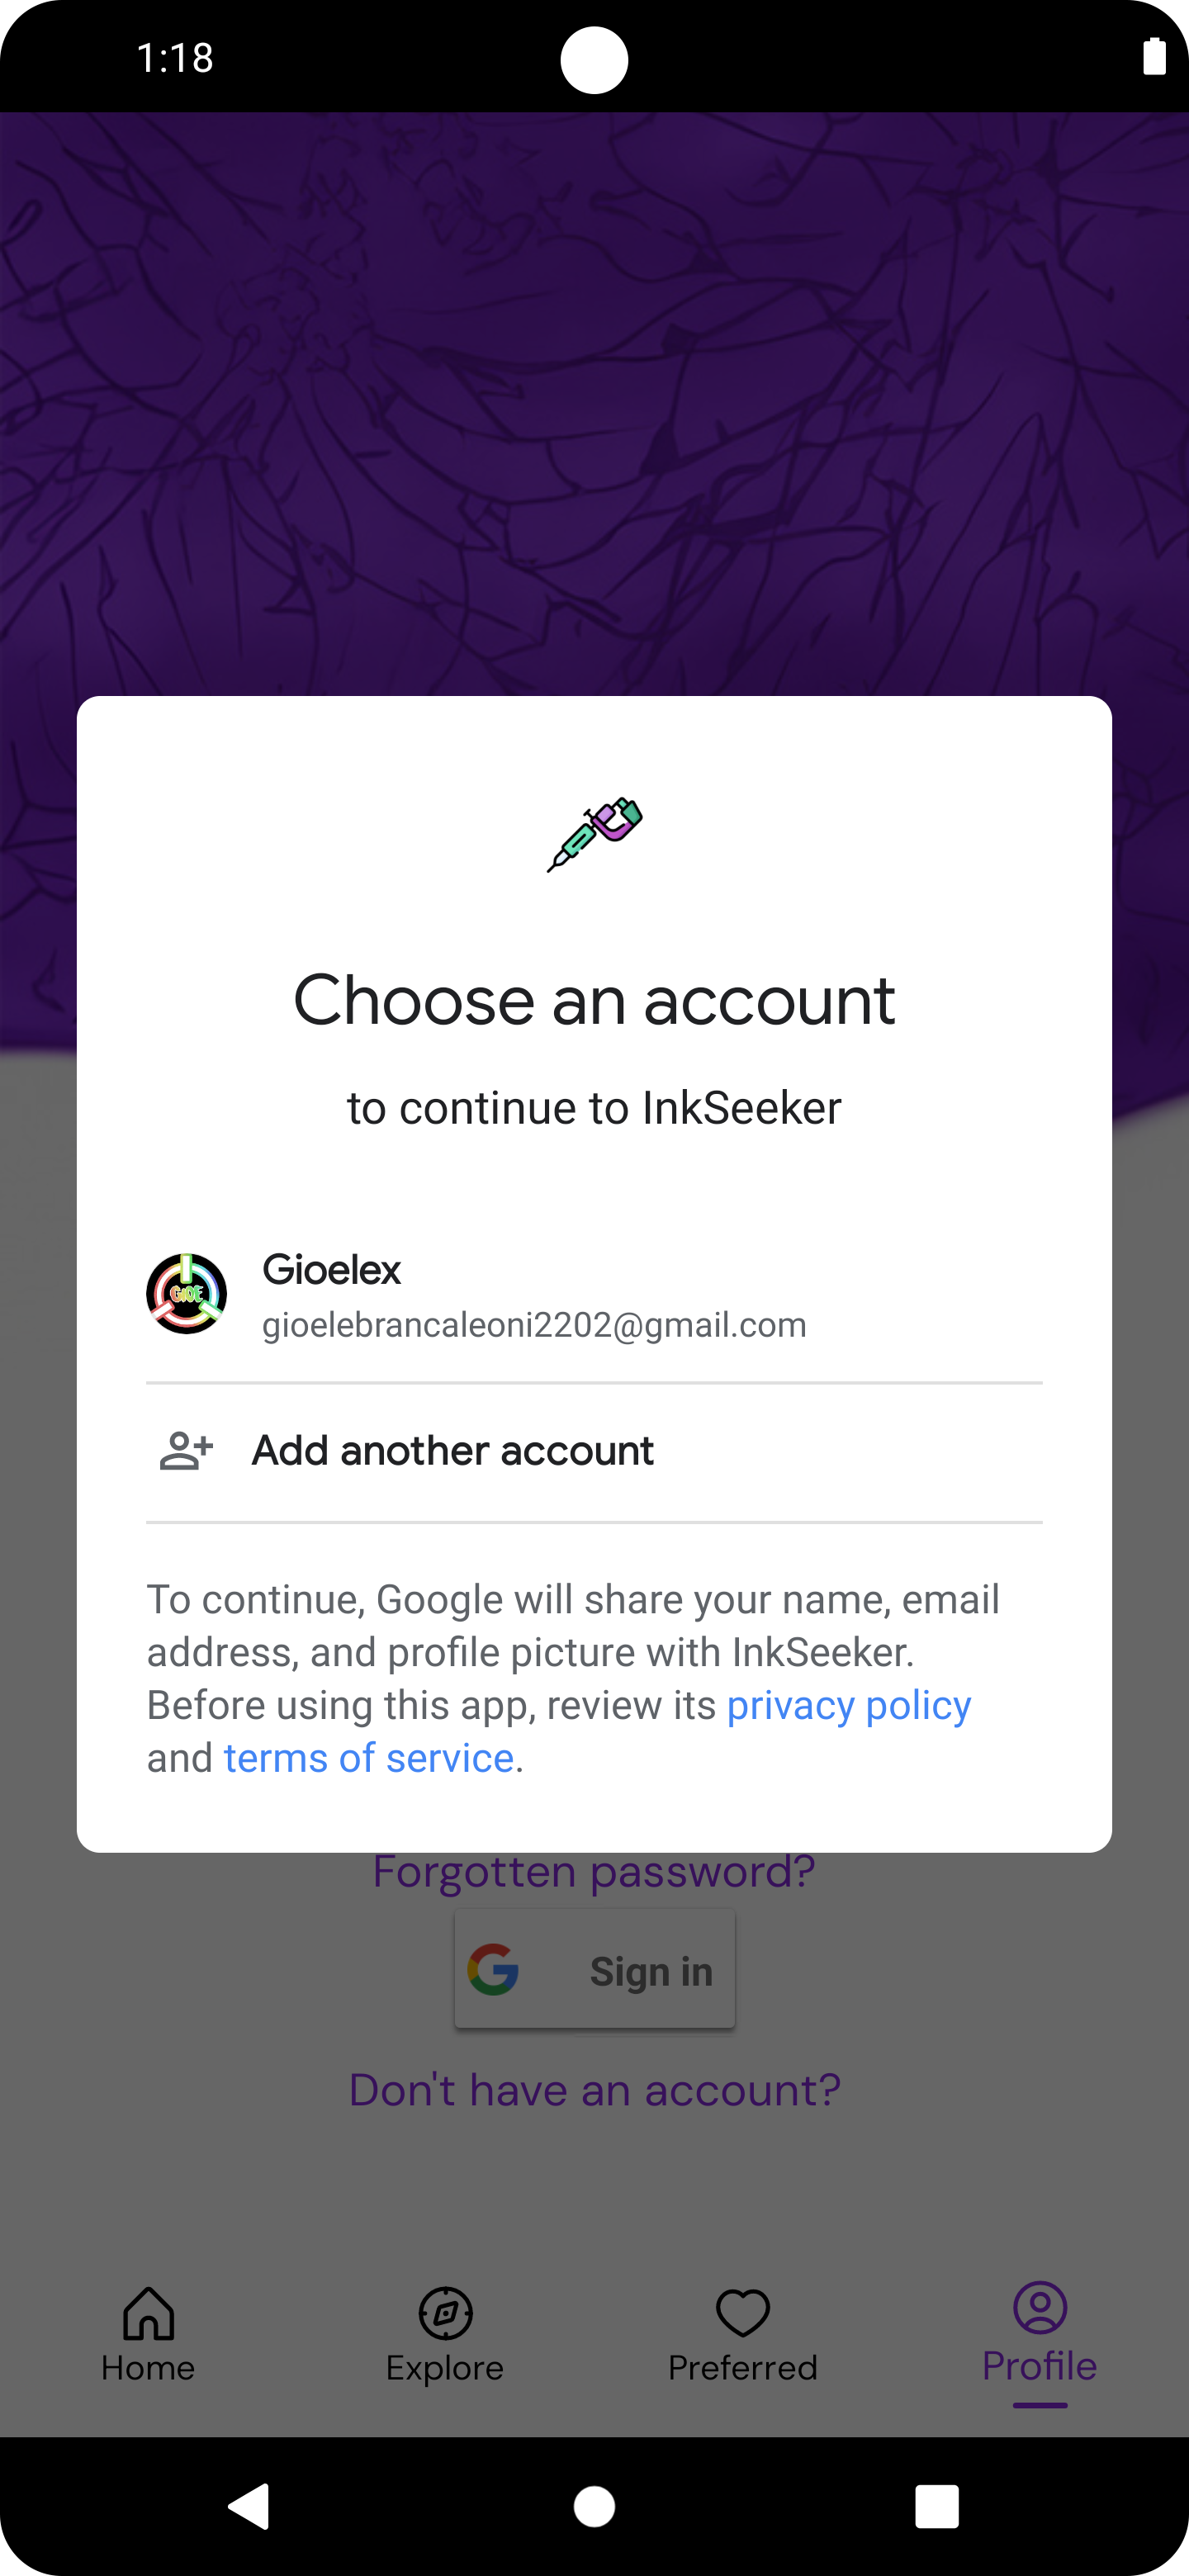 1:18
Choose an account
to continue to InkSeeker
GIOE
Gioelex
gioelebrancaleoni2202@gmail.com
Add another account
To continue, Google will share your name, email
address, and profile picture with InkSeeker.
Before using this app, review its privacy policy
and terms of service.
Forgotten password?
Sign in
Don't have an account?
Home
Explore
Preferred
Profile